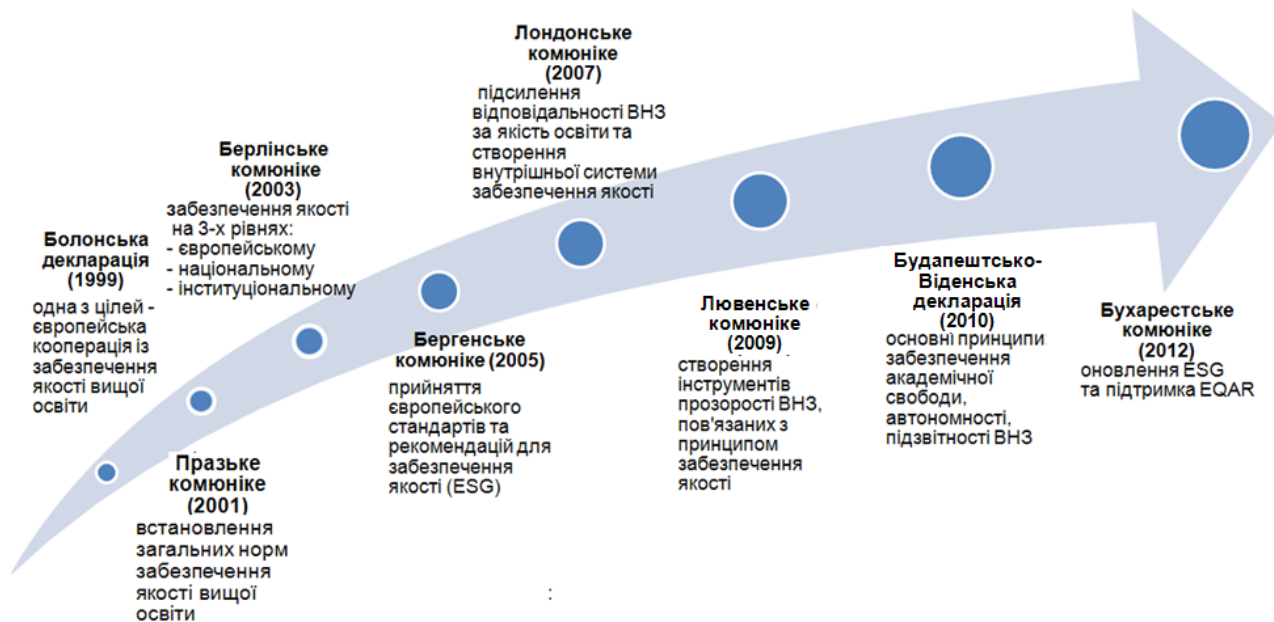 Болонська
декларація
(1999)
одна з цілей -
європейська
кооперація із
забезпечення
якості вищої
освіти
Празьке
комюніке
(2001)
встановлення
загальних норм
забезпечення
якості вищої
освіти
Берлінське
комюніке
(2003)
забезпечення якості
на 3-х рівнях:
- європейському
- національному
- інституціональному
Бергенське
комюніке (2005)
прийняття
європейського
стандартів та
рекомендацій для
забезпечення
якості (ESG)
Лондонське
комюніке
(2007)
підсилення
відповідальності ВНЗ
за якість освіти та
створення
внутрішньої системи
забезпечення якості
Лювенське
комюніке
(2009)
створення
інструментів
прозорості ВНЗ,
пов'язаних з
принципом
забезпечення
якості
Будапештсько-
Віденська
декларація
(2010)
основні принципи
забезпечення
академічної
свободи,
автономності,
підзвітності ВНЗ
Бухарестське
комюніке
(2012)
оновлення ESG
та підтримка EQAR
: